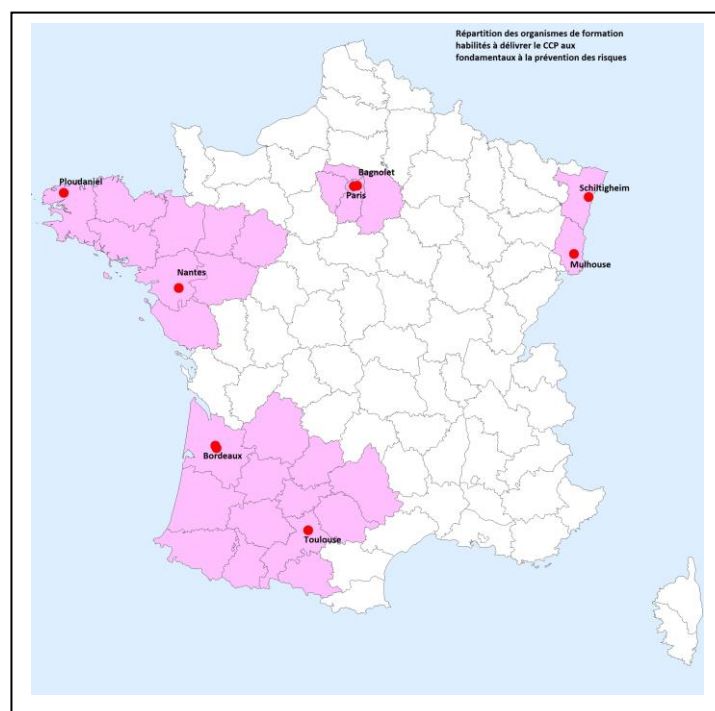 Répartition des organismes de formation
habilités à délivrer le CCP aux
fondamentaux à la prévention des risques
Bagnolet
Ploudaniel
Schiltigheim
Paris
Mulhouse
Nantes
Bordeaux
Toulouse